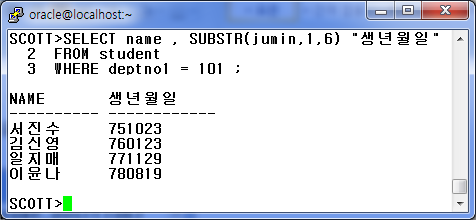 oracle@localhost:~
SCOTT>SELECT name , SUBSTR(jumin,1,6) "생년월일"
2 FROM student
3 WHERE deptno1 = 101 ;
NAME 생년월일
---------- ------------
서진수 751023
김신영 760123
일지매 771129
이윤나 780819
SCOTT>